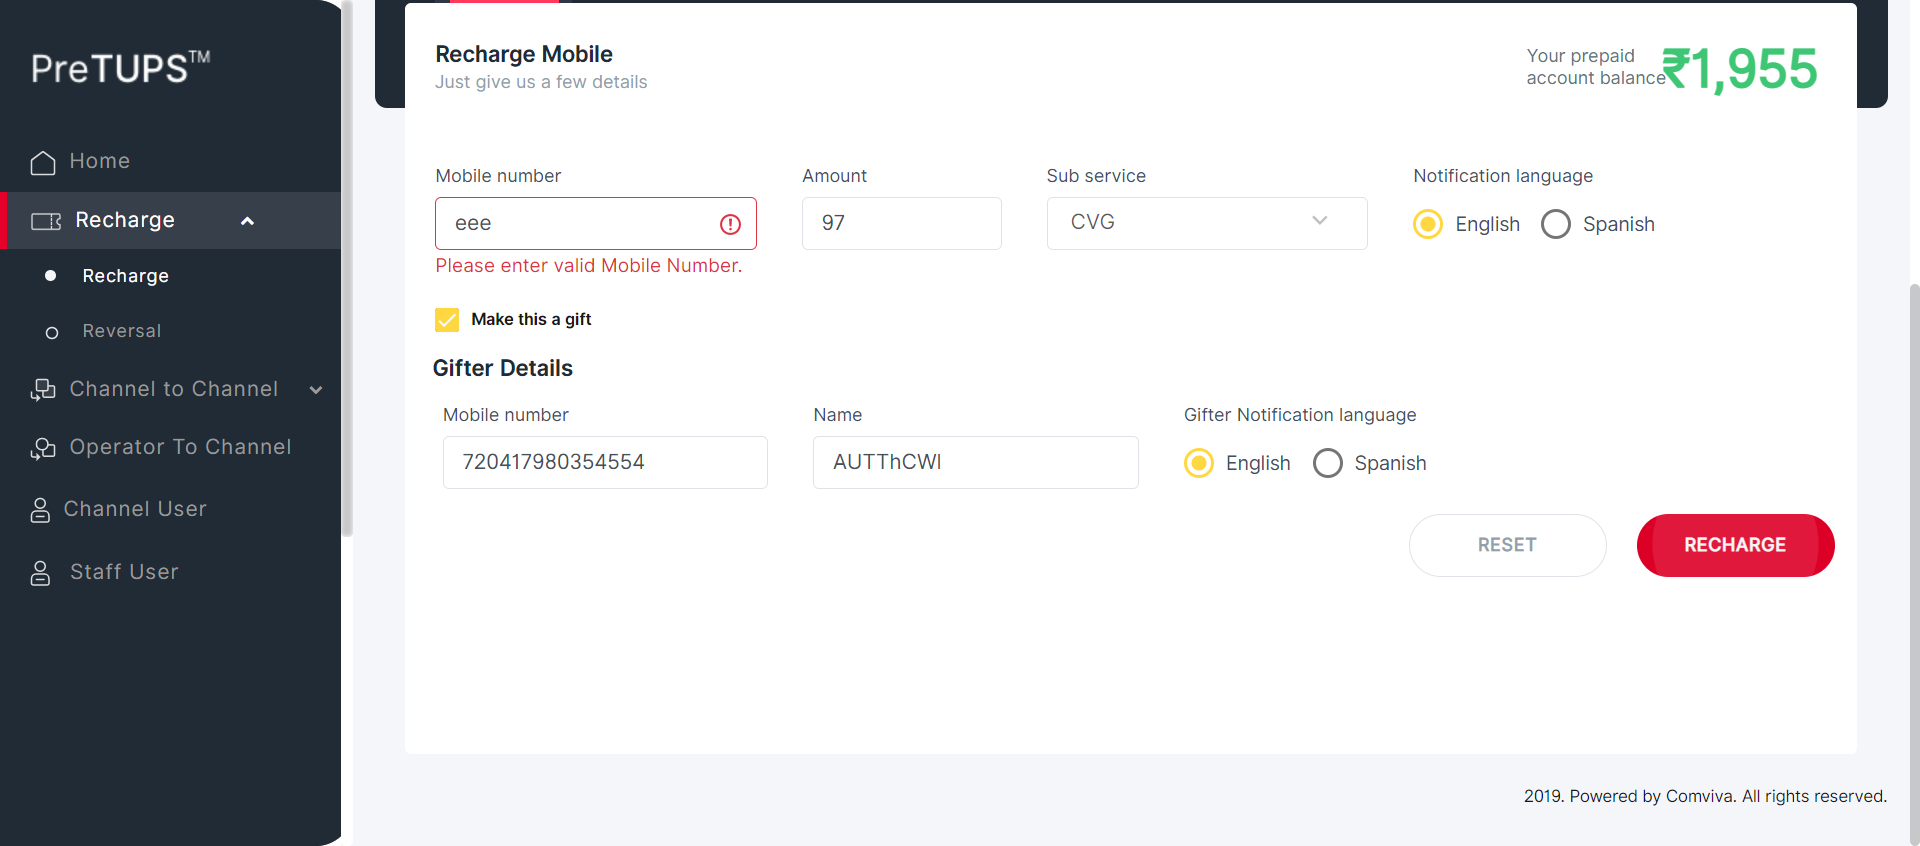 PreTUPS™
Home
Recharge
Recharge
Reversal
Channel to Channel
Operator To Channel
Channel User
Staff User
Recharge Mobile
Just give us a few details
Your prepaid
account balance
₹1,955
Mobile number
eee
Please enter valid Mobile Number.
Amount
97
Sub service
CVG
Notification language
English
Spanish
Make this a gift
Gifter Details
Mobile number
720417980354554
Name
AUTThCWl
Gifter Notification language
English
Spanish
RESET
RECHARGE
2019. Powered by Comviva. All rights reserved.